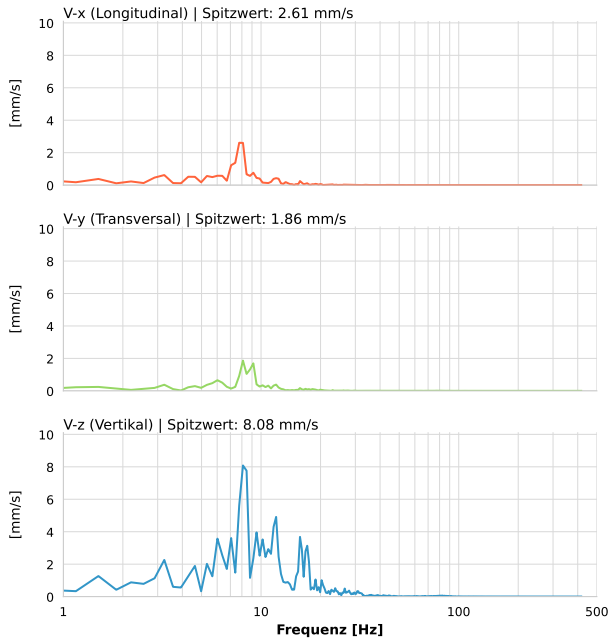 V-x (Longitudinal) | Spitzwert: 2.61 mm/s
10
8
6
4
2
0
[mm/s]
V-y (Transversal) | Spitzwert: 1.86 mm/s
10
8
6
4
2
0
[mm/s]
V-z (Vertikal) | Spitzwert: 8.08 mm/s
10
8
6
4
2
0
[mm/s]
1 10 100 500
Frequenz [Hz]